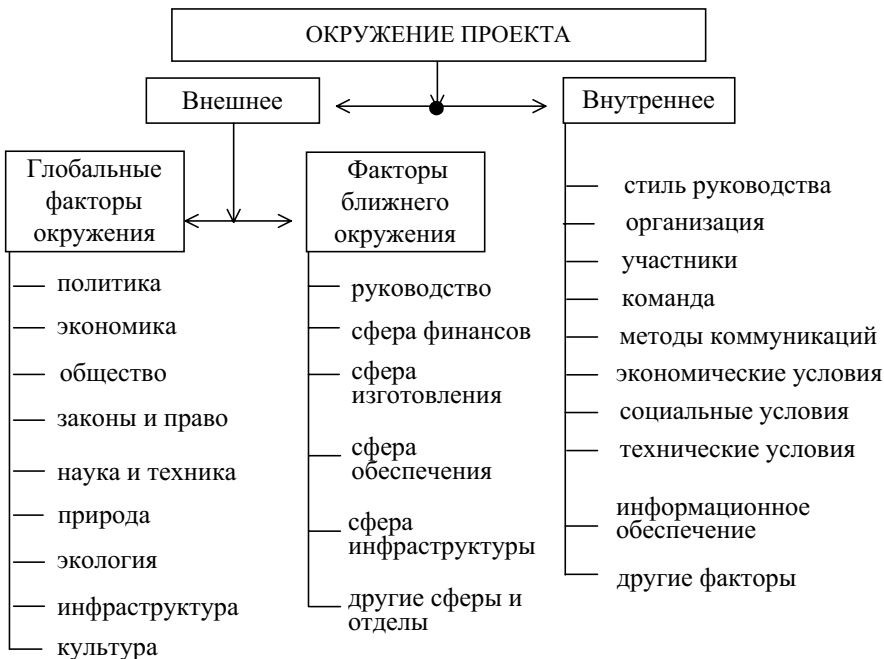 ОКРУЖЕНИЕ ПРОЕКТА
Внешнее
Внутреннее
Глобальные
факторы
окружения
политика
экономика
общество
законы и право
наука и техника
природа
экология
инфраструктура
культура
Факторы
ближнего
окружения
руководство
сфера финансов
сфера
изготовления
сфера
обеспечения
сфера
инфраструктуры
другие сферы и
отделы
стиль руководства
организация
участники
команда
методы коммуникаций
экономические условия
социальные условия
технические условия
информационное
обеспечение
другие факторы